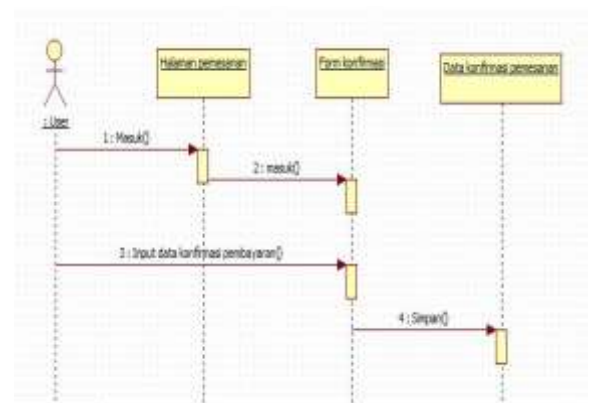 Halaman pemesanan
Form konfirmasi
Data konfirmasi pemesanan
: User
1 : Masuk()
2 : masuk()
3 : Input data konfirmasi pembayaran()
4 : Simpan()